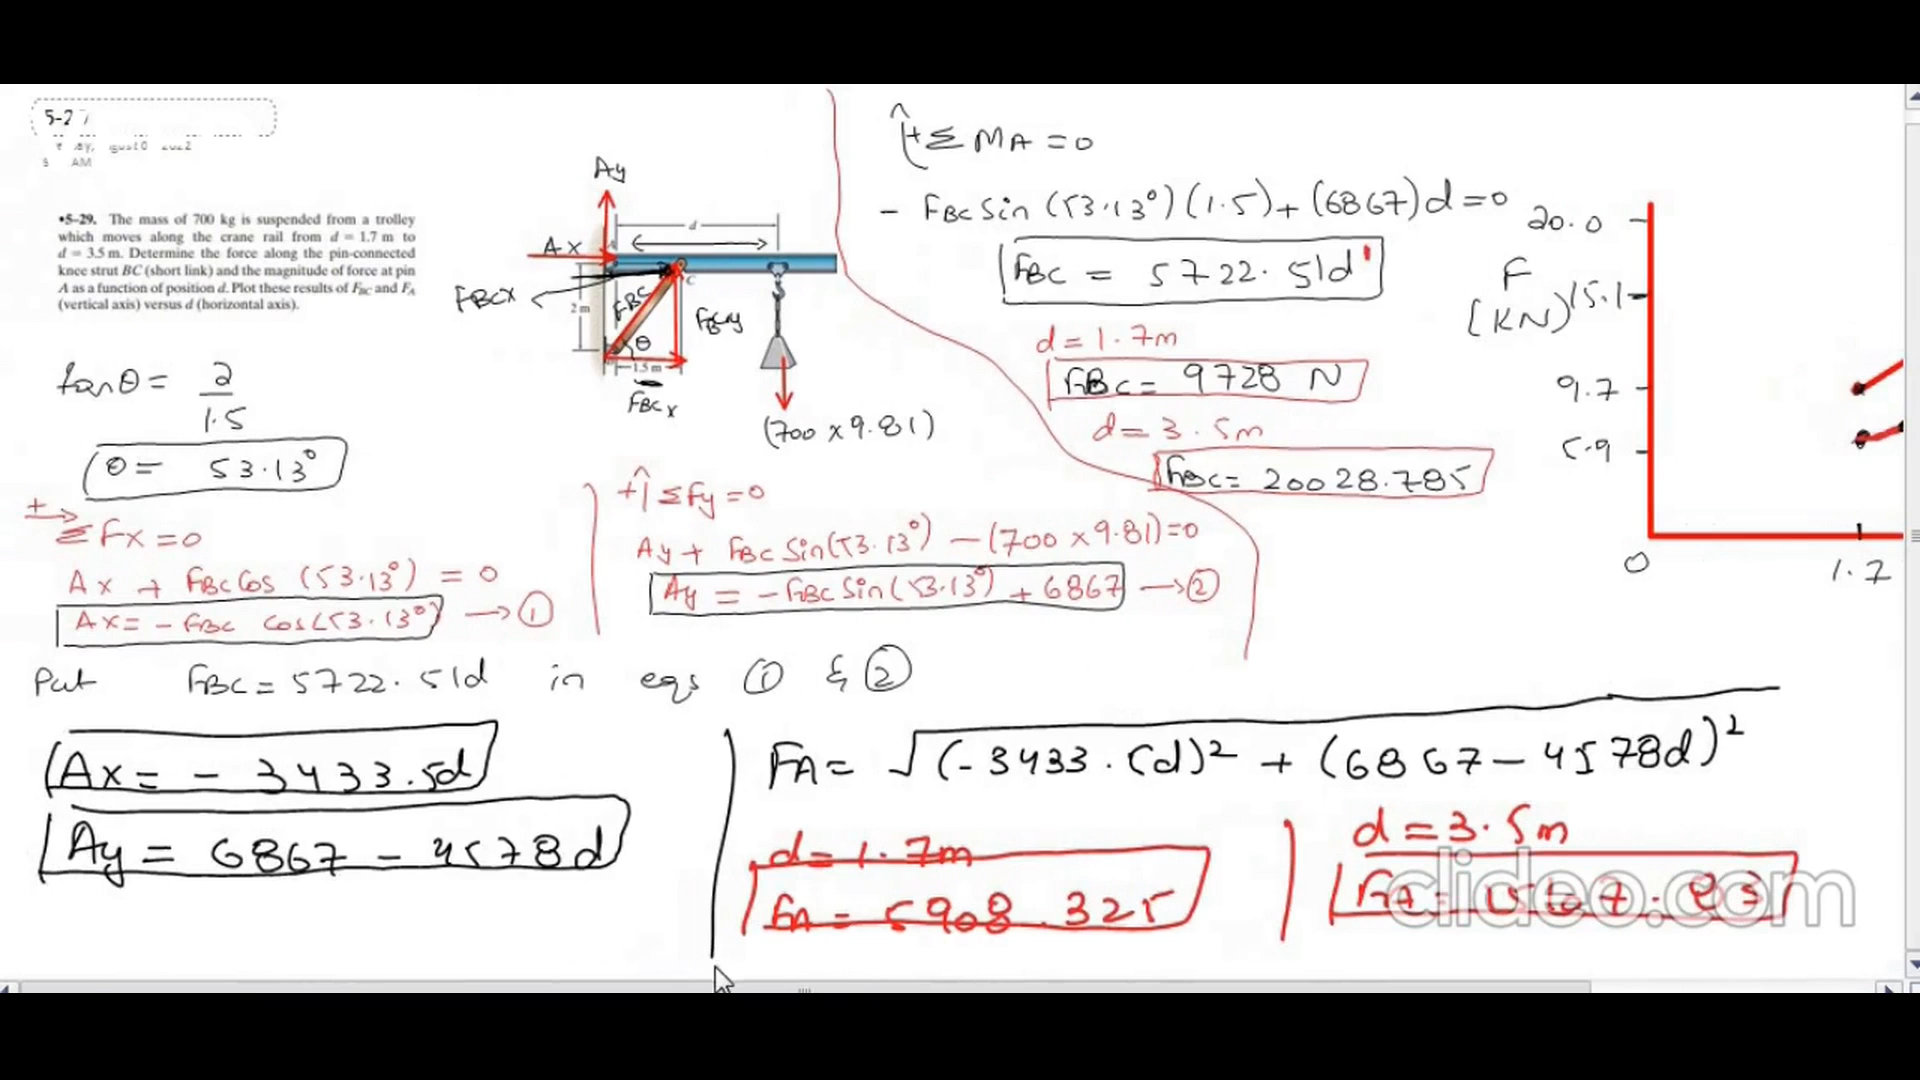 5-2
AM
•5–29. The mass of 700 kg is suspended from a trolley
which moves along the crane rail from d = 1.7 m to
d = 3.5 m. Determine the force along the pin-connected
knee strut BC (short link) and the magnitude of force at pin
A as a function of position d. Plot these results of FBC and FA
(vertical axis) versus d (horizontal axis).
tanθ = 2/1.5
θ = 53.13°
+→
ΣFx = 0
Ax + FBC Cos (53.13°) = 0
Ax = - FBC cos(53.13°) → ①
Ay
Ax
d
FBCx
FBC
FBCy
C
2 m
θ
1.5 m
FBCx
(700 x 9.81)
+↑ ΣFy = 0
Ay + FBC Sin(53.13°) - (700 x 9.81) = 0
Ay = - FBC Sin(53.13°) + 6867 → ②
+ΣMA = 0
- FBC Sin (53.13°) (1.5) + (6867) d = 0
FBC = 5722.51d
d = 1.7m
FBC = 9728 N
d = 3.5m
FBC = 20028.785
20.0
F
(KN)
15.1
9.7
5.9
0
1.7
Put FBC = 5722.51d in eqs ① & ②
Ax = - 3433.5d
Ay = 6867 - 4578d
FA = √(-3433.5d)² + (6867 - 4578d)²
d = 1.7m
FA = 5908.325
d = 3.5m
clideo.com